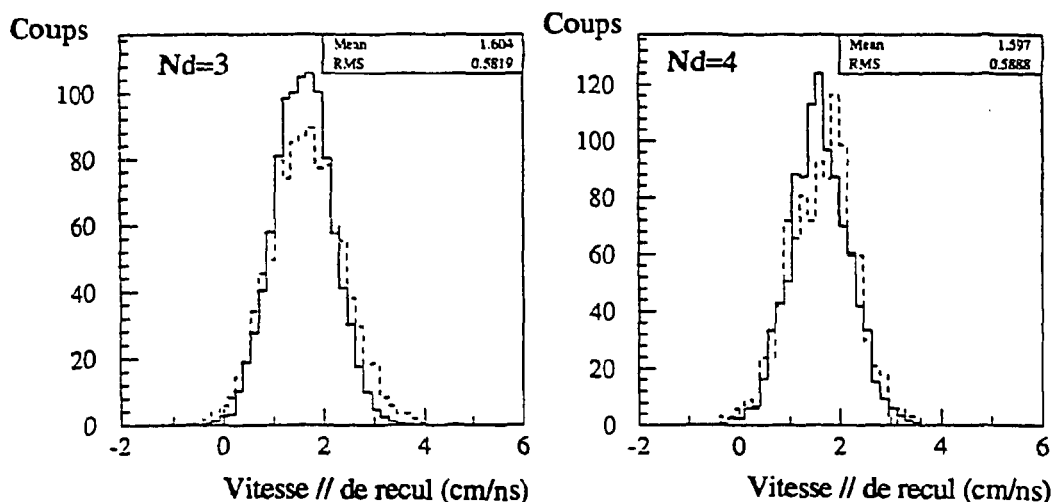 Coups
Nd=3
Mean 1.604
RMS 0.5819
100
80
60
40
20
0
-2 0 2 4 6
Vitesse // de recul (cm/ns)
Coups
Nd=4
Mean 1.597
RMS 0.5888
120
100
80
60
40
20
0
-2 0 2 4 6
Vitesse // de recul (cm/ns)